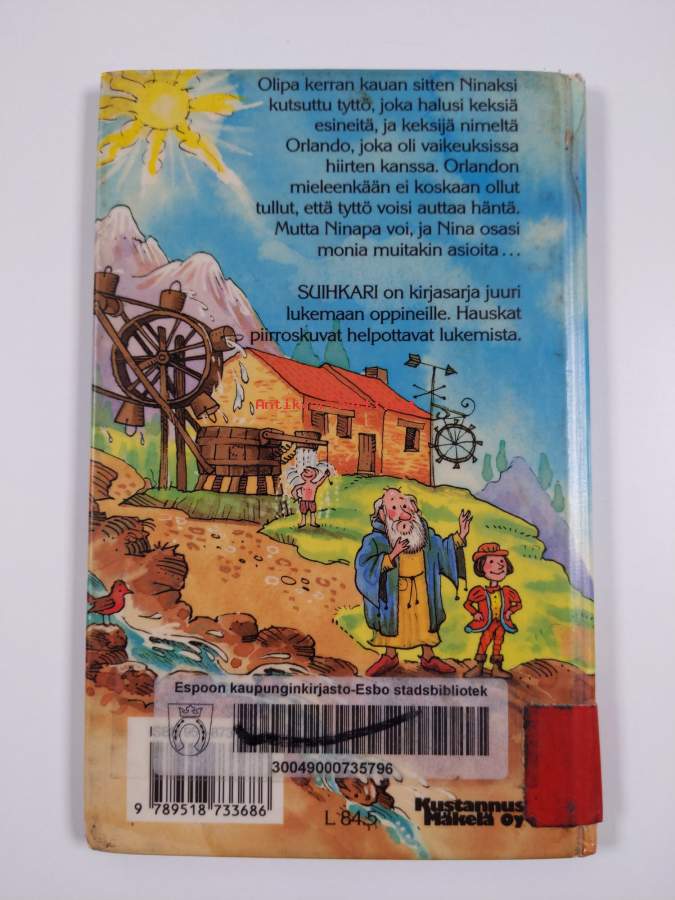 Olipa kerran kauan sitten Ninaksi
kutsuttu tyttö, joka halusi keksiä
esineitä, ja keksijä nimeltä
Orlando, joka oli vaikeuksissa
hiirten kanssa. Orlandon
mieleenkään ei koskaan ollut
tullut, että tyttö voisi auttaa häntä.
Mutta Ninapa voi, ja Nina osasi
monia muitakin asioita ...
SUIHKARI on kirjasarja juuri
lukemaan oppineille. Hauskat
piirroskuvat helpottavat lukemista.
Espoon kaupunginkirjasto-Esbo stadsbibliotek
30049000735796
9 789518 733686
L 84.5
Kustannus
Mäkelä Oy